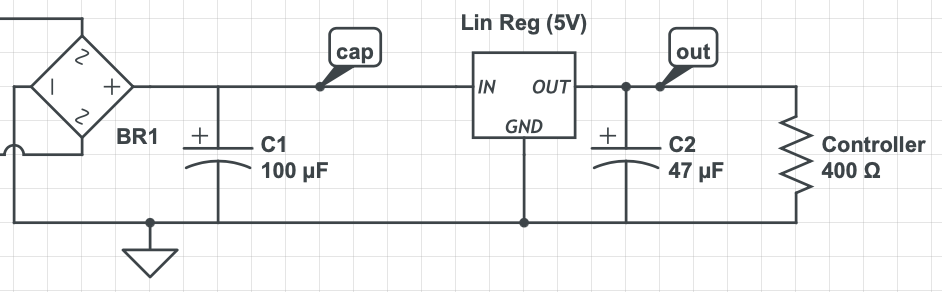 Lin Reg (5V)
cap
out
IN
OUT
GND
BR1
+
C1
100 µF
+
C2
47 µF
Controller
400 Ω